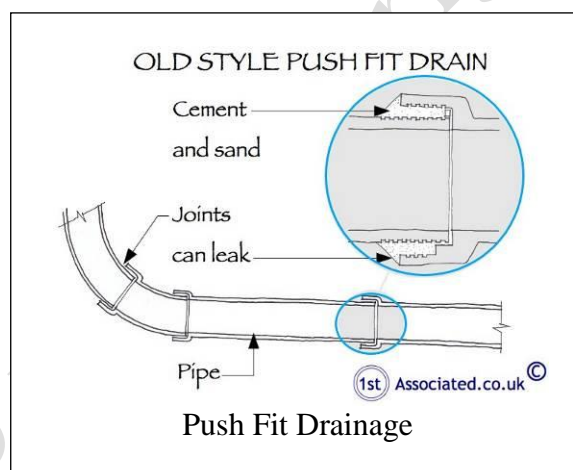 OLD STYLE PUSH FIT DRAIN
Cement
and sand
Joints
can leak
Pipe
1st Associated.co.uk ©
Push Fit Drainage